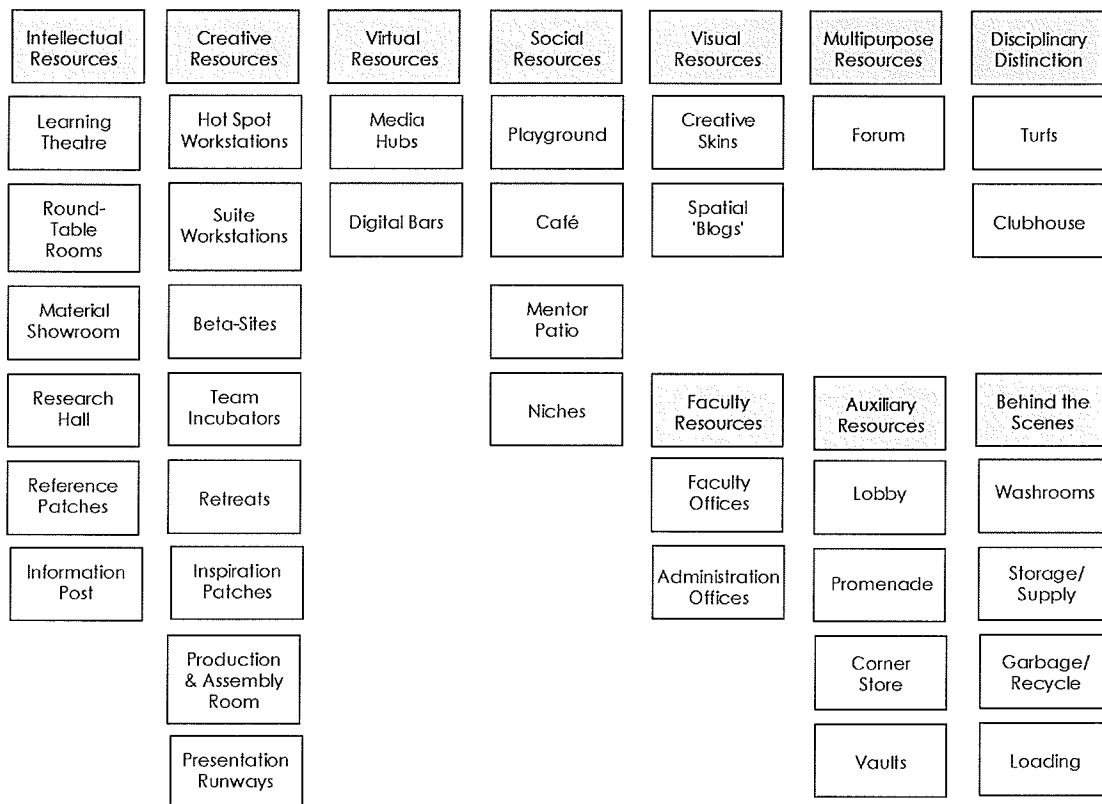 Intellectual
Resources
Learning
Theatre
Round-
Table
Rooms
Material
Showroom
Research
Hall
Reference
Patches
Information
Post
Creative
Resources
Hot Spot
Workstations
Suite
Workstations
Beta-Sites
Team
Incubators
Retreats
Inspiration
Patches
Production
& Assembly
Room
Presentation
Runways
Virtual
Resources
Media
Hubs
Digital Bars
Social
Resources
Playground
Café
Mentor
Patio
Niches
Visual
Resources
Creative
Skins
Spatial
'Blogs'
Faculty
Resources
Faculty
Offices
Administration
Offices
Multipurpose
Resources
Forum
Auxiliary
Resources
Lobby
Promenade
Corner
Store
Vaults
Disciplinary
Distinction
Turfs
Clubhouse
Behind the
Scenes
Washrooms
Storage/
Supply
Garbage/
Recycle
Loading